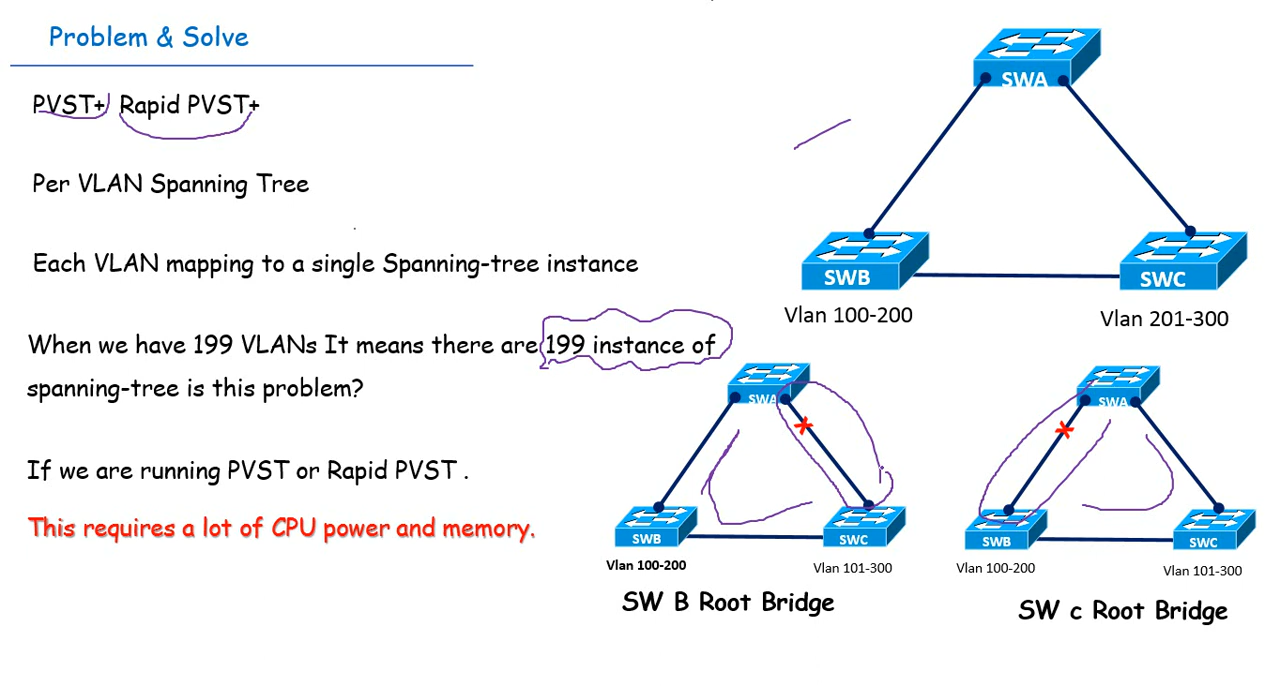 Problem & Solve
PVST+/ Rapid PVST+
Per VLAN Spanning Tree
Each VLAN mapping to a single Spanning-tree instance
When we have 199 VLANs It means there are 199 instance of
spanning-tree is this problem?
If we are running PVST or Rapid PVST .
This requires a lot of CPU power and memory.
SWA
SWB
SWC
Vlan 100-200
Vlan 201-300
SWA
SWB
SWC
Vlan 100-200
Vlan 101-300
SW B Root Bridge
SWA
SWB
SWC
Vlan 100-200
Vlan 101-300
SW c Root Bridge